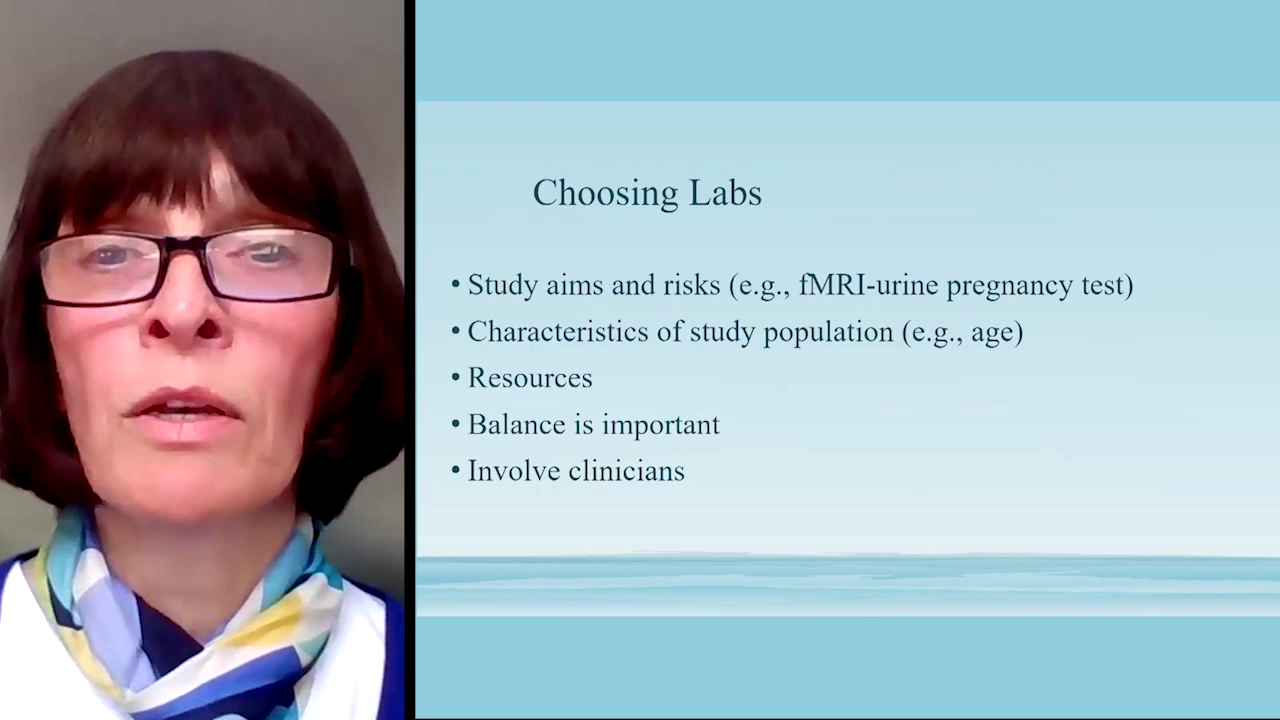 Choosing Labs
• Study aims and risks (e.g., fMRI-urine pregnancy test)
• Characteristics of study population (e.g., age)
• Resources
• Balance is important
• Involve clinicians